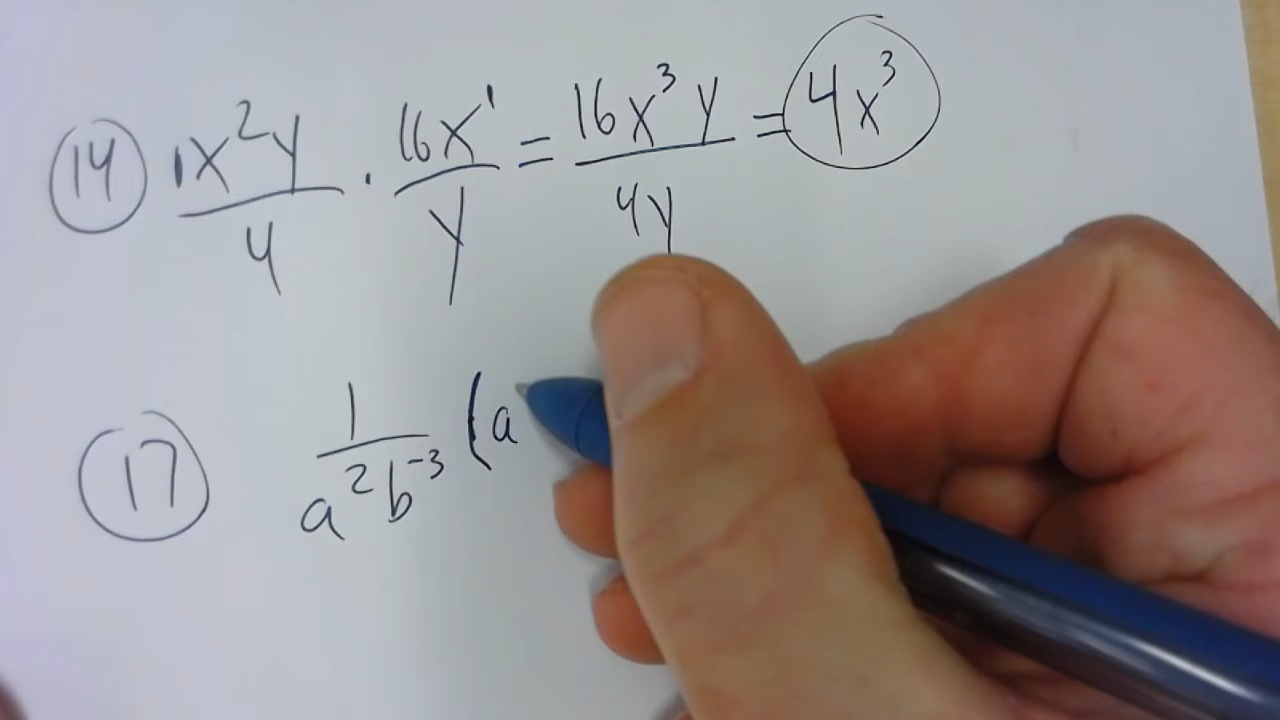 (14) 1x²y/4 · 16x¹/y = 16x³y/4y = 4x³
(17) 1/a²b⁻³ (a